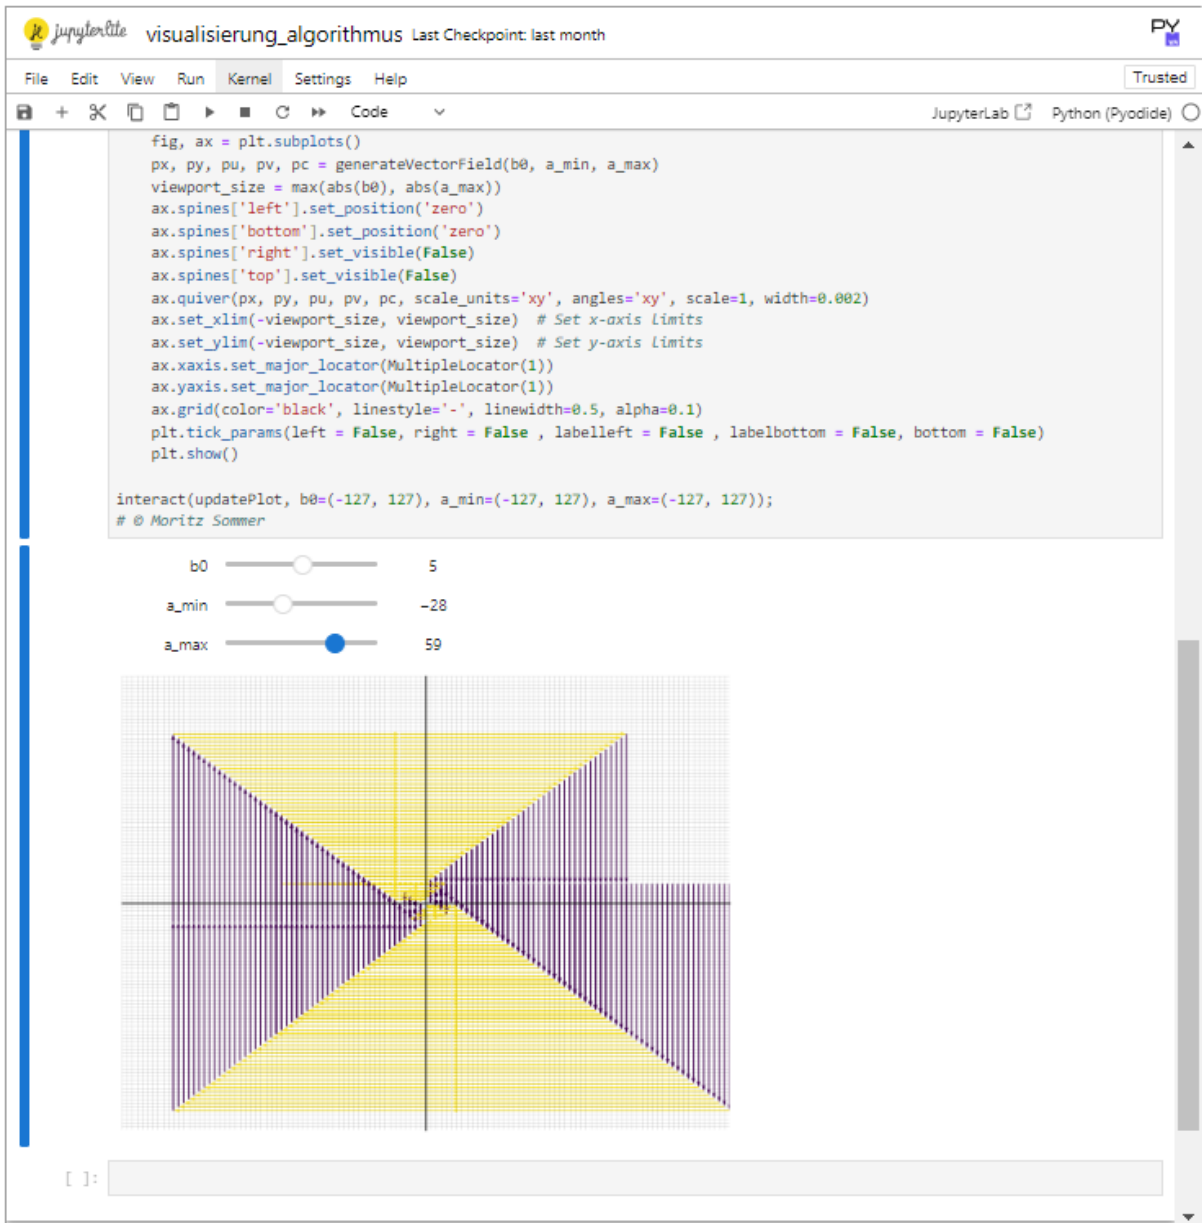 jupyterlite visualisierung_algorithmus Last Checkpoint: last month
PY
File Edit View Run Kernel Settings Help Trusted
Code JupyterLab Python (Pyodide)
fig, ax = plt.subplots()
px, py, pu, pv, pc = generateVectorField(b0, a_min, a_max)
viewport_size = max(abs(b0), abs(a_max))
ax.spines['left'].set_position('zero')
ax.spines['bottom'].set_position('zero')
ax.spines['right'].set_visible(False)
ax.spines['top'].set_visible(False)
ax.quiver(px, py, pu, pv, pc, scale_units='xy', angles='xy', scale=1, width=0.002)
ax.set_xlim(-viewport_size, viewport_size)  # Set x-axis limits
ax.set_ylim(-viewport_size, viewport_size)  # Set y-axis limits
ax.xaxis.set_major_locator(MultipleLocator(1))
ax.yaxis.set_major_locator(MultipleLocator(1))
ax.grid(color='black', linestyle='-', linewidth=0.5, alpha=0.1)
plt.tick_params(left = False, right = False , labelleft = False , labelbottom = False, bottom = False)
plt.show()
interact(updatePlot, b0=(-127, 127), a_min=(-127, 127), a_max=(-127, 127));
# © Moritz Sommer
b0 5
a_min −28
a_max 59
[ ]: